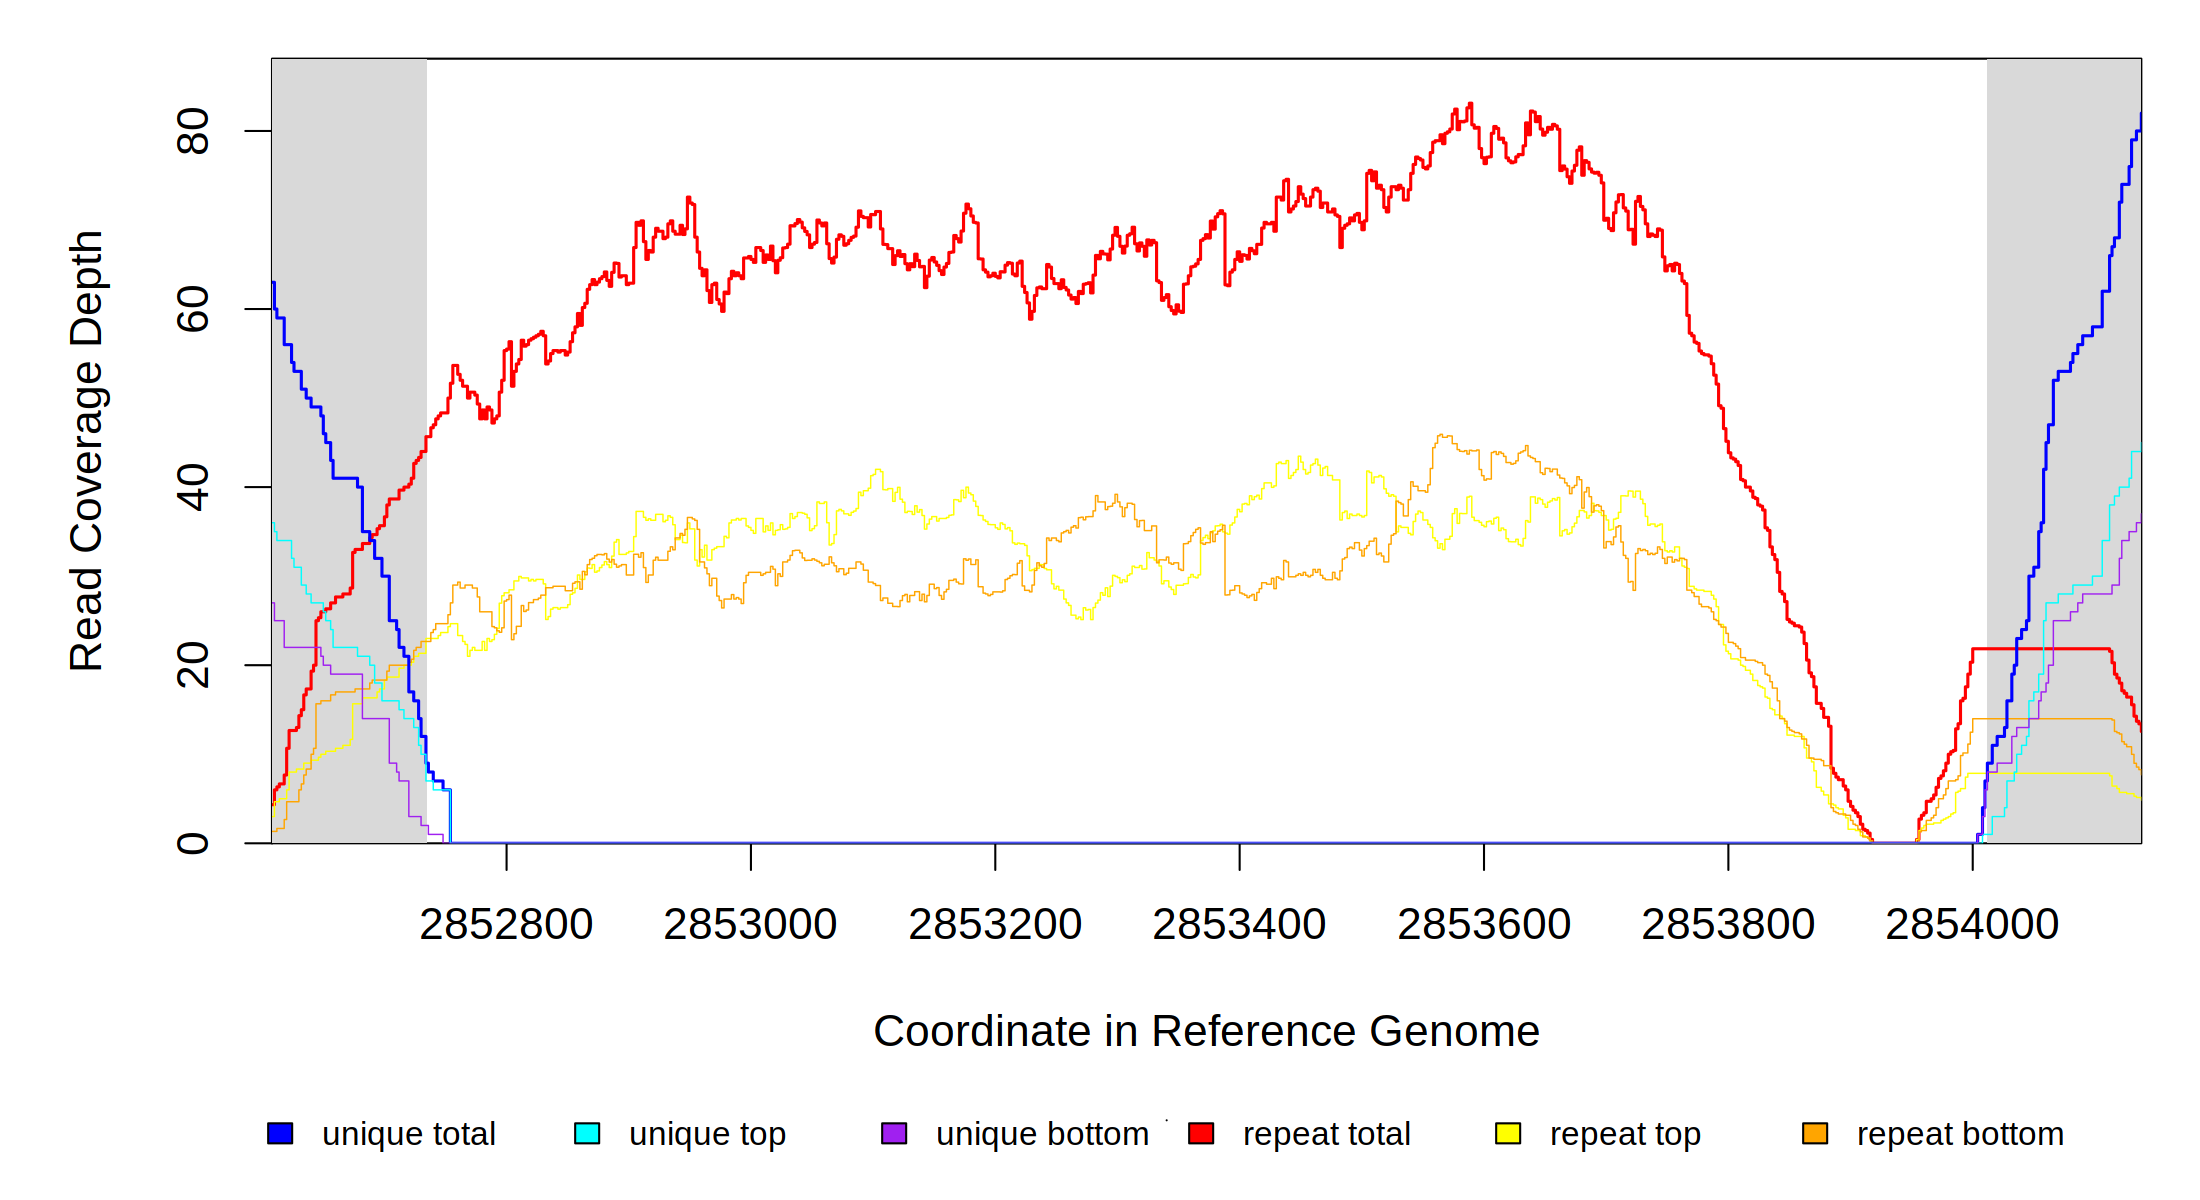 80
60
40
20
0
Read Coverage Depth
2852800 2853000 2853200 2853400 2853600 2853800 2854000
Coordinate in Reference Genome
unique total unique top unique bottom repeat total repeat top repeat bottom